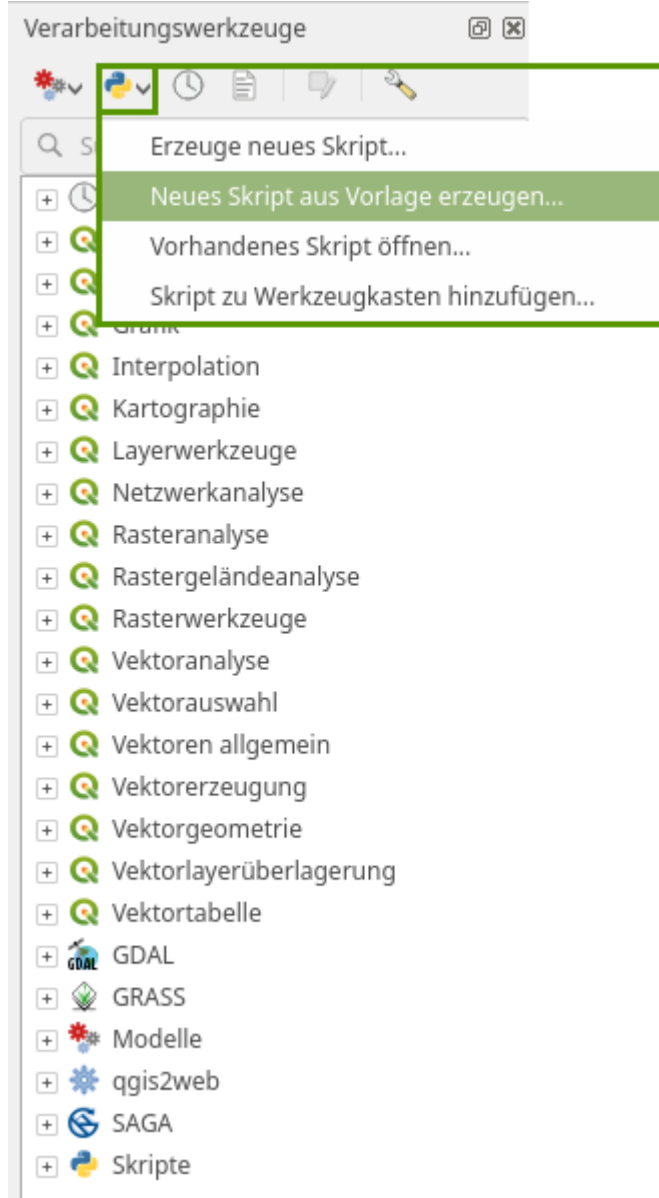 Verarbeitungswerkzeuge
Erzeuge neues Skript...
Neues Skript aus Vorlage erzeugen...
Vorhandenes Skript öffnen...
Skript zu Werkzeugkasten hinzufügen...
Interpolation
Kartographie
Layerwerkzeuge
Netzwerkanalyse
Rasteranalyse
Rastergeländeanalyse
Rasterwerkzeuge
Vektoranalyse
Vektorauswahl
Vektoren allgemein
Vektorerzeugung
Vektorgeometrie
Vektorlayerüberlagerung
Vektortabelle
GDAL GDAL
GRASS
Modelle
qgis2web
SAGA
Skripte